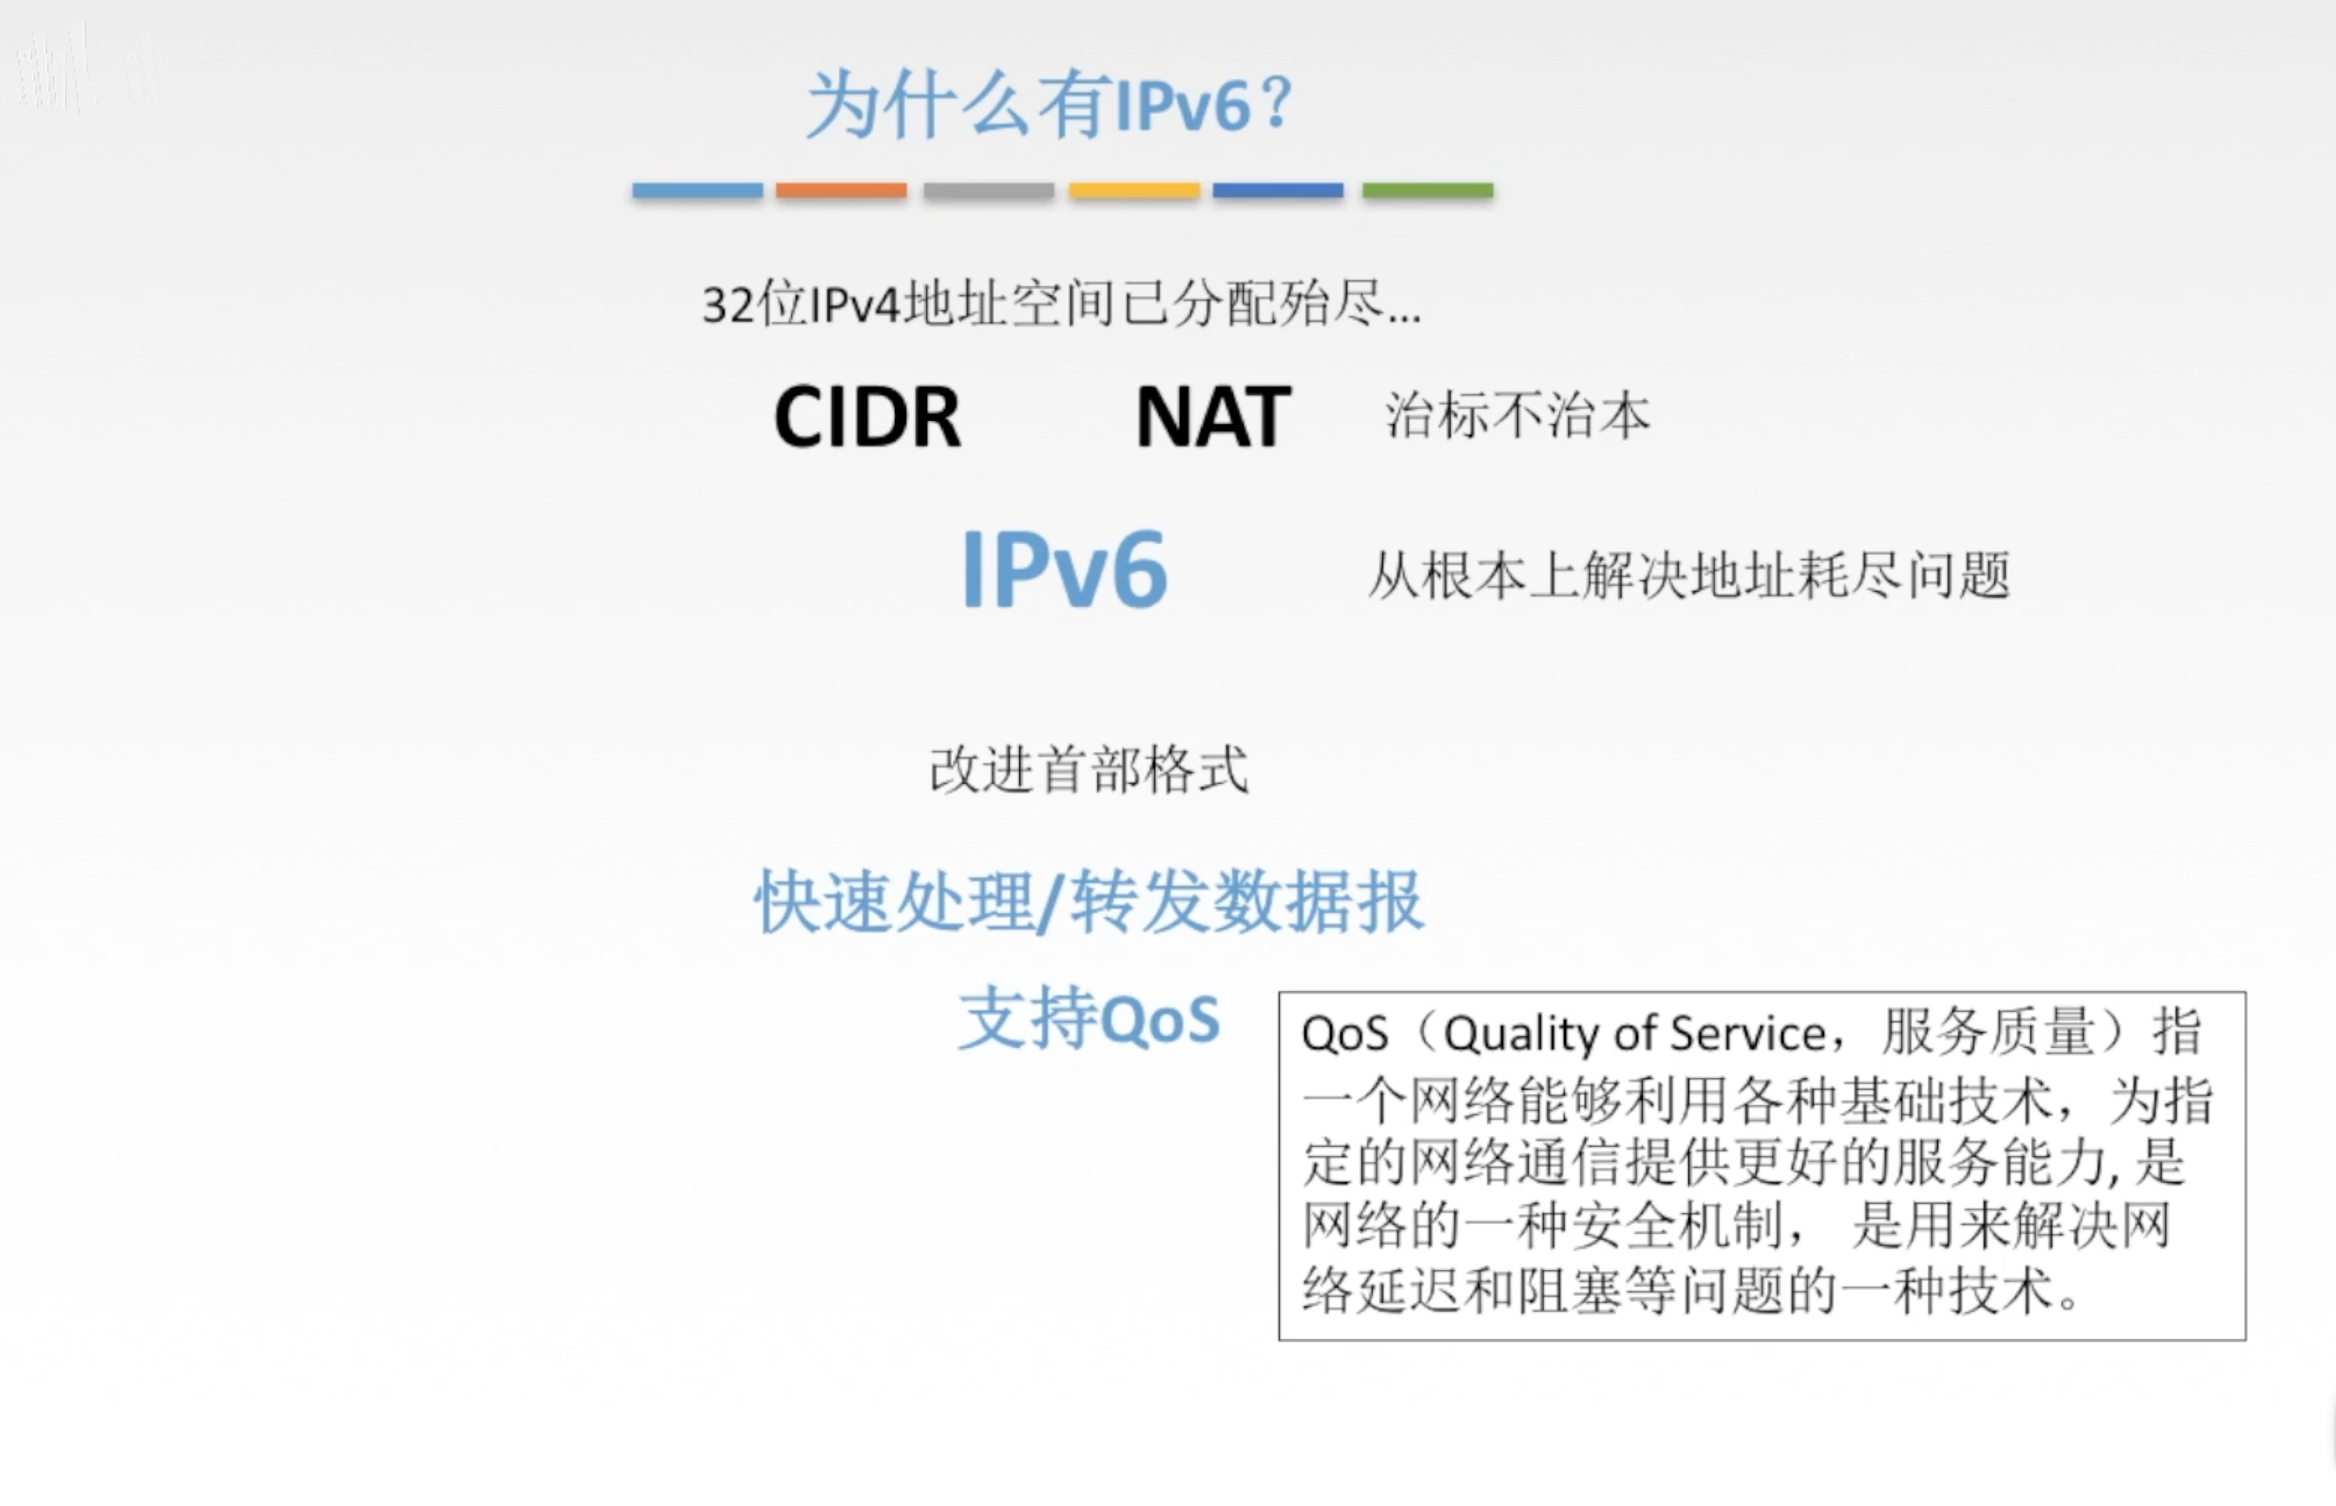 为什么有IPv6？
32位IPv4地址空间已分配殆尽...
CIDR NAT 治标不治本
IPv6 从根本上解决地址耗尽问题
改进首部格式
快速处理/转发数据报
支持QoS
QoS（Quality of Service，服务质量）指
一个网络能够利用各种基础技术，为指
定的网络通信提供更好的服务能力, 是
网络的一种安全机制， 是用来解决网
络延迟和阻塞等问题的一种技术。